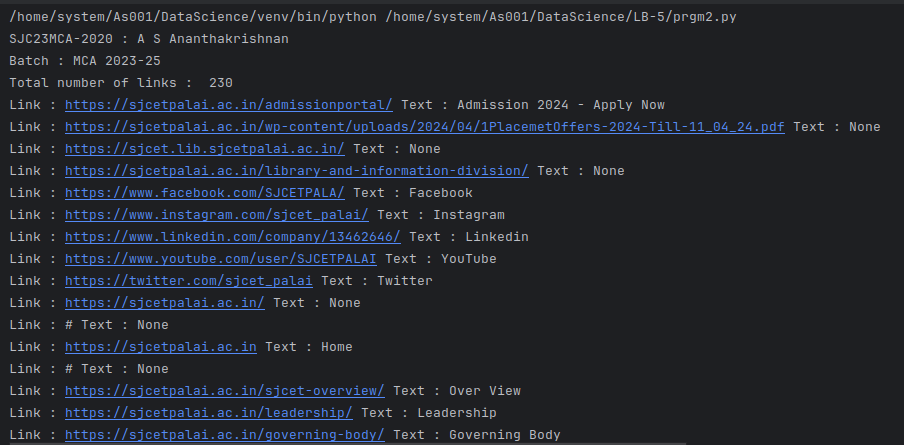 /home/system/As001/DataScience/venv/bin/python /home/system/As001/DataScience/LB-5/prgm2.py
SJC23MCA-2020 : A S Ananthakrishnan
Batch : MCA 2023-25
Total number of links :  230
Link : https://sjcetpalai.ac.in/admissionportal/ Text : Admission 2024 - Apply Now
Link : https://sjcetpalai.ac.in/wp-content/uploads/2024/04/1PlacemetOffers-2024-Till-11_04_24.pdf Text : None
Link : https://sjcet.lib.sjcetpalai.ac.in/ Text : None
Link : https://sjcetpalai.ac.in/library-and-information-division/ Text : None
Link : https://www.facebook.com/SJCETPALA/ Text : Facebook
Link : https://www.instagram.com/sjcet_palai/ Text : Instagram
Link : https://www.linkedin.com/company/13462646/ Text : Linkedin
Link : https://www.youtube.com/user/SJCETPALAI Text : YouTube
Link : https://twitter.com/sjcet_palai Text : Twitter
Link : https://sjcetpalai.ac.in/ Text : None
Link : # Text : None
Link : https://sjcetpalai.ac.in Text : Home
Link : # Text : None
Link : https://sjcetpalai.ac.in/sjcet-overview/ Text : Over View
Link : https://sjcetpalai.ac.in/leadership/ Text : Leadership
Link : https://sjcetpalai.ac.in/governing-body/ Text : Governing Body